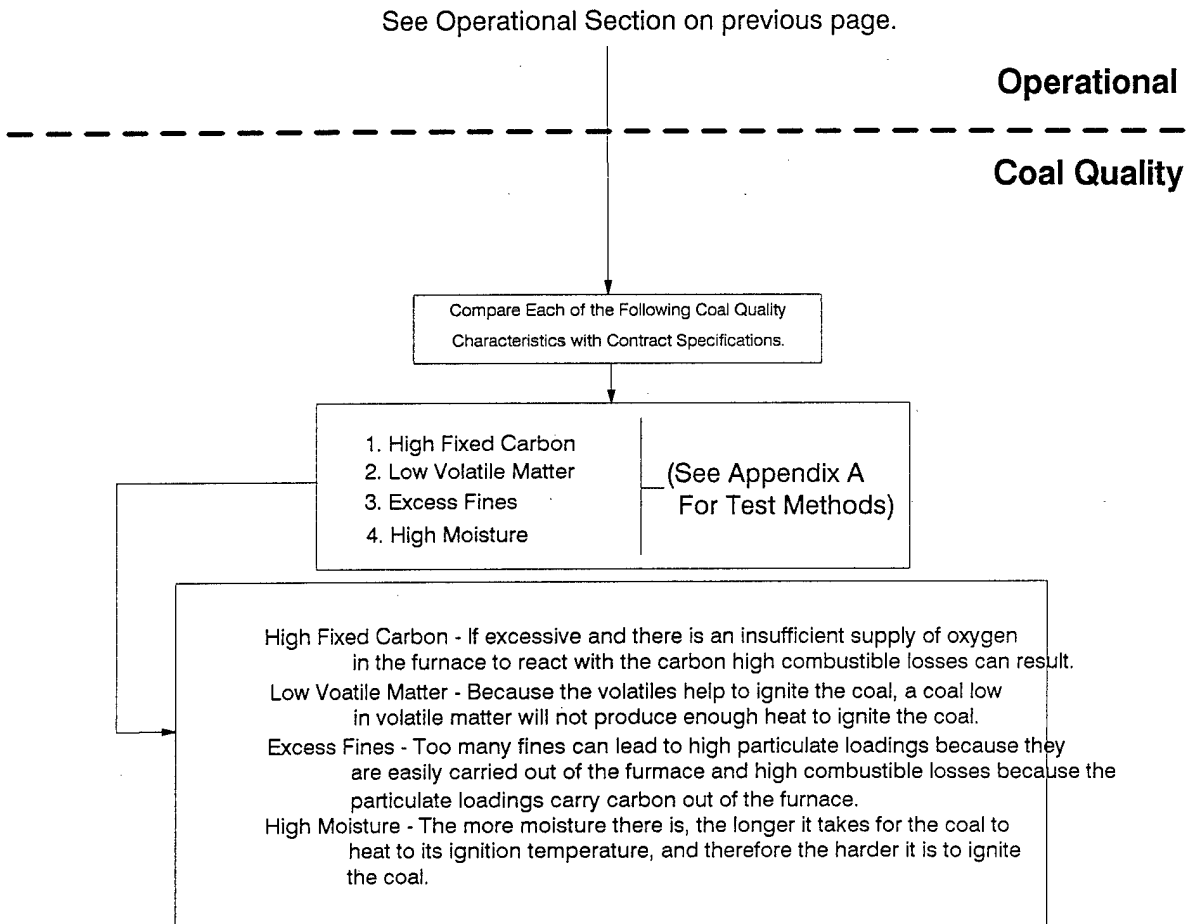 See Operational Section on previous page.
Operational
Coal Quality
Compare Each of the Following Coal Quality
Characteristics with Contract Specifications.
1. High Fixed Carbon
2. Low Volatile Matter
3. Excess Fines
4. High Moisture
(See Appendix A
For Test Methods)
High Fixed Carbon - If excessive and there is an insufficient supply of oxygen
in the furnace to react with the carbon high combustible losses can result.
Low Voatile Matter - Because the volatiles help to ignite the coal, a coal low
in volatile matter will not produce enough heat to ignite the coal.
Excess Fines - Too many fines can lead to high particulate loadings because they
are easily carried out of the furmace and high combustible losses because the
particulate loadings carry carbon out of the furnace.
High Moisture - The more moisture there is, the longer it takes for the coal to
heat to its ignition temperature, and therefore the harder it is to ignite
the coal.